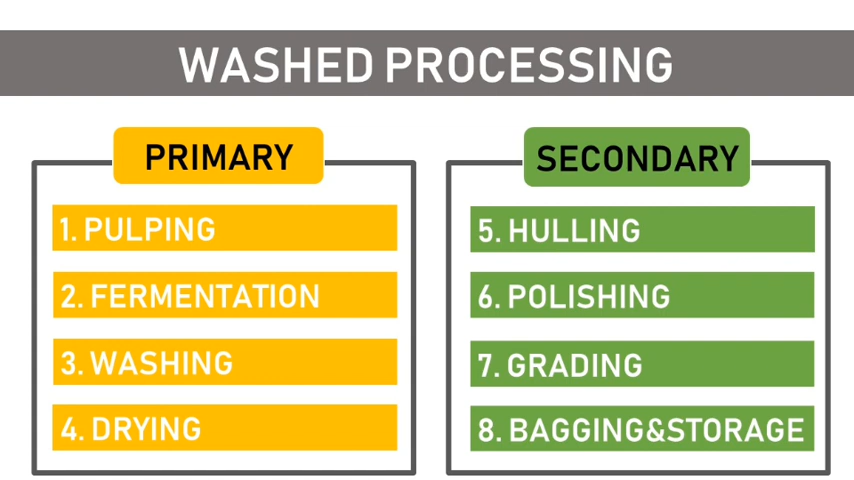 WASHED PROCESSING
PRIMARY
1. PULPING
2. FERMENTATION
3. WASHING
4. DRYING
SECONDARY
5. HULLING
6. POLISHING
7. GRADING
8. BAGGING&STORAGE